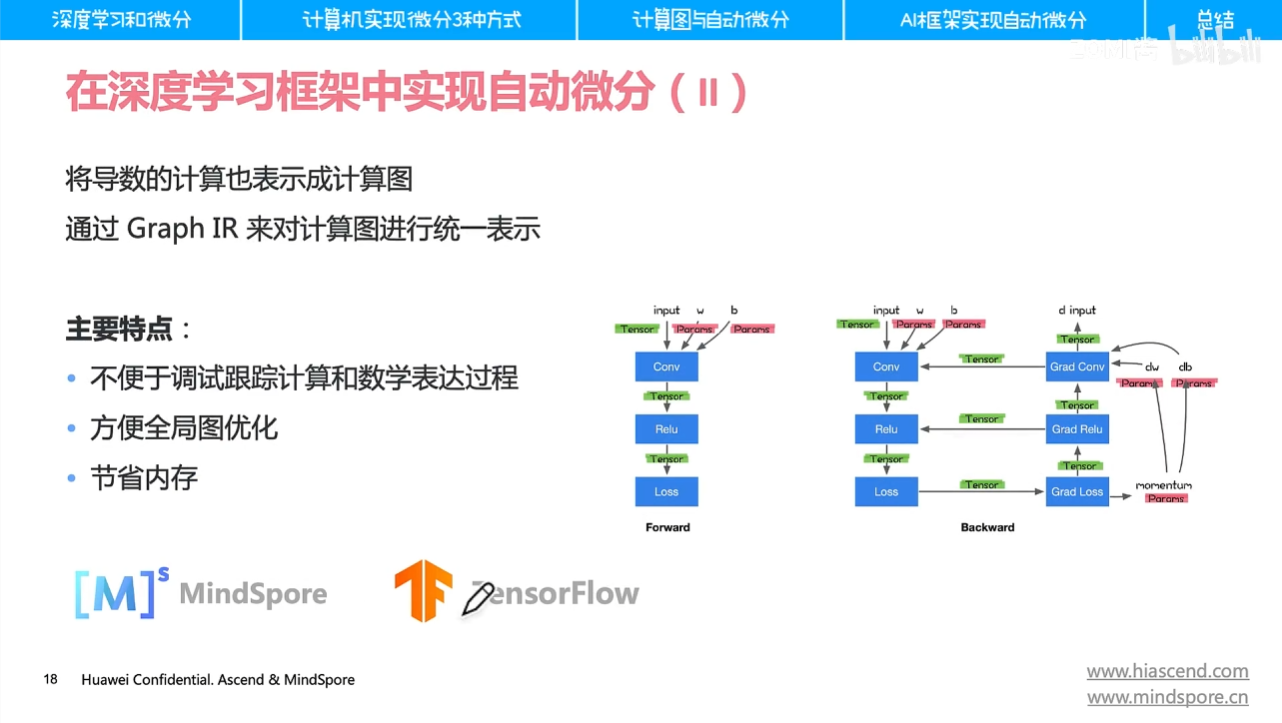 深度学习和微分
计算机实现微分3种方式
计算图与自动微分
AI框架实现自动微分
总结
bilibili
在深度学习框架中实现自动微分（II）
将导数的计算也表示成计算图
通过 Graph IR 来对计算图进行统一表示
主要特点：
不便于调试跟踪计算和数学表达过程
方便全局图优化
节省内存
input w b
Tensor Params Params
Conv
Tensor
Relu
Tensor
Loss
Forward
input w b d input
Tensor Params Params
Tensor
Conv Tensor Grad Conv dw db
Params Params
Tensor Tensor
Relu Tensor Grad Relu
Tensor Tensor
Loss Tensor Grad Loss momentum
Params
Backward
[M]s MindSpore
TF TensorFlow
18 Huawei Confidential. Ascend & MindSpore
www.hiascend.com
www.mindspore.cn